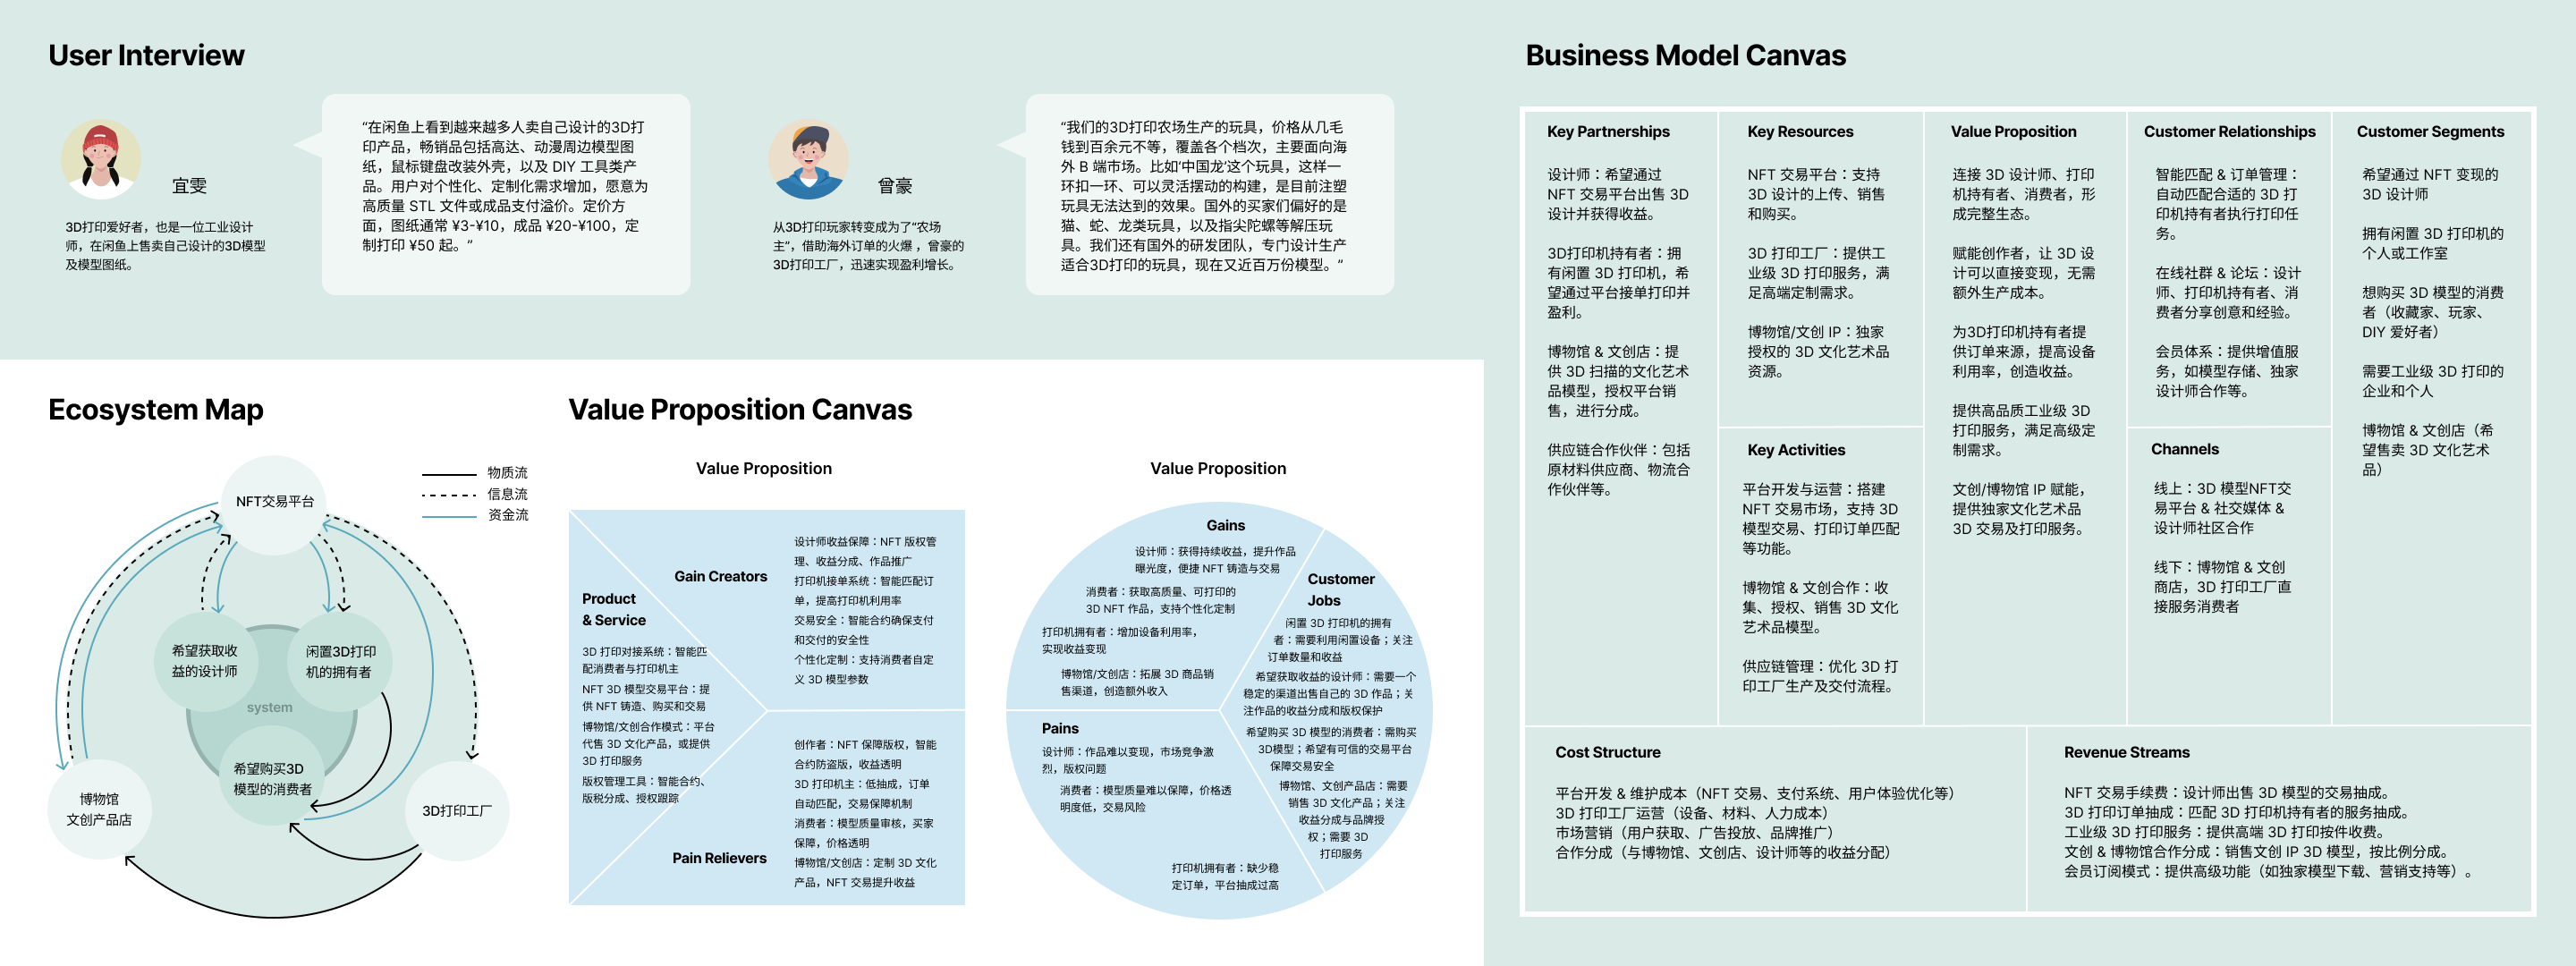 User Interview
宜雯
3D打印爱好者，也是一位工业设计
师，在闲鱼上售卖自己设计的3D模型
及模型图纸。
“在闲鱼上看到越来越多人卖自己设计的3D打
印产品，畅销品包括高达、动漫周边模型图
纸，鼠标键盘改装外壳，以及 DIY 工具类产
品。用户对个性化、定制化需求增加，愿意为
高质量 STL 文件或成品支付溢价。定价方
面，图纸通常 ¥3-¥10，成品 ¥20-¥100，定
制打印 ¥50 起。”
曾豪
从3D打印玩家转变成为了“农场
主”，借助海外订单的火爆 ，曾豪的
3D打印工厂，迅速实现盈利增长。
“我们的3D打印农场生产的玩具，价格从几毛
钱到百余元不等，覆盖各个档次，主要面向海
外 B 端市场。比如‘中国龙’这个玩具，这样一
环扣一环、可以灵活摆动的构建，是目前注塑
玩具无法达到的效果。国外的买家们偏好的是
猫、蛇、龙类玩具，以及指尖陀螺等解压玩
具。我们还有国外的研发团队，专门设计生产
适合3D打印的玩具，现在又近百万份模型。”
Ecosystem Map
物质流
信息流
资金流
NFT交易平台
希望获取收
益的设计师
闲置3D打印
机的拥有者
system
希望购买3D
模型的消费者
博物馆
文创产品店
3D打印工厂
Value Proposition Canvas
Value Proposition
Product
& Service
3D 打印对接系统：智能匹
配消费者与打印机主
NFT 3D 模型交易平台：提
供 NFT 铸造、购买和交易
博物馆/文创合作模式：平台
代售 3D 文化产品，或提供
3D 打印服务
版权管理工具：智能合约、
版税分成、授权跟踪
Gain Creators
设计师收益保障：NFT 版权管
理、收益分成、作品推广
打印机接单系统：智能匹配订
单，提高打印机利用率
交易安全：智能合约确保支付
和交付的安全性
个性化定制：支持消费者自定
义 3D 模型参数
Pain Relievers
创作者：NFT 保障版权，智能
合约防盗版，收益透明
3D 打印机主：低抽成，订单
自动匹配，交易保障机制
消费者：模型质量审核，买家
保障，价格透明
博物馆/文创店：定制 3D 文化
产品，NFT 交易提升收益
Value Proposition
Gains
设计师：获得持续收益，提升作品
曝光度，便捷 NFT 铸造与交易
消费者：获取高质量、可打印的
3D NFT 作品，支持个性化定制
打印机拥有者：增加设备利用率，
实现收益变现
博物馆/文创店：拓展 3D 商品销
售渠道，创造额外收入
Customer
Jobs
闲置 3D 打印机的拥有
者：需要利用闲置设备；关注
订单数量和收益
希望获取收益的设计师：需要一个
稳定的渠道出售自己的 3D 作品；关
注作品的收益分成和版权保护
希望购买 3D 模型的消费者：需购买
3D模型；希望有可信的交易平台
保障交易安全
博物馆、文创产品店：需要
销售 3D 文化产品；关注
收益分成与品牌授
权；需要 3D
打印服务
Pains
设计师：作品难以变现，市场竞争激
烈，版权问题
消费者：模型质量难以保障，价格透
明度低，交易风险
打印机拥有者：缺少稳
定订单，平台抽成过高
Business Model Canvas
Key Partnerships
设计师：希望通过
NFT 交易平台出售 3D
设计并获得收益。
3D打印机持有者：拥
有闲置 3D 打印机，希
望通过平台接单打印并
盈利。
博物馆 & 文创店：提
供 3D 扫描的文化艺术
品模型，授权平台销
售，进行分成。
供应链合作伙伴：包括
原材料供应商、物流合
作伙伴等。
Key Resources
NFT 交易平台：支持
3D 设计的上传、销售
和购买。
3D 打印工厂：提供工
业级 3D 打印服务，满
足高端定制需求。
博物馆/文创 IP：独家
授权的 3D 文化艺术品
资源。
Key Activities
平台开发与运营：搭建
NFT 交易市场，支持 3D
模型交易、打印订单匹配
等功能。
博物馆 & 文创合作：收
集、授权、销售 3D 文化
艺术品模型。
供应链管理：优化 3D 打
印工厂生产及交付流程。
Value Proposition
连接 3D 设计师、打印
机持有者、消费者，形
成完整生态。
赋能创作者，让 3D 设
计可以直接变现，无需
额外生产成本。
为3D打印机持有者提
供订单来源，提高设备
利用率，创造收益。
提供高品质工业级 3D
打印服务，满足高级定
制需求。
文创/博物馆 IP 赋能，
提供独家文化艺术品
3D 交易及打印服务。
Customer Relationships
智能匹配 & 订单管理：
自动匹配合适的 3D 打
印机持有者执行打印任
务。
在线社群 & 论坛：设计
师、打印机持有者、消
费者分享创意和经验。
会员体系：提供增值服
务，如模型存储、独家
设计师合作等。
Channels
线上：3D 模型NFT交
易平台 & 社交媒体 &
设计师社区合作
线下：博物馆 & 文创
商店，3D 打印工厂直
接服务消费者
Customer Segments
希望通过 NFT 变现的
3D 设计师
拥有闲置 3D 打印机的
个人或工作室
想购买 3D 模型的消费
者（收藏家、玩家、
DIY 爱好者）
需要工业级 3D 打印的
企业和个人
博物馆 & 文创店（希
望售卖 3D 文化艺术
品）
Cost Structure
平台开发 & 维护成本（NFT 交易、支付系统、用户体验优化等）
3D 打印工厂运营（设备、材料、人力成本）
市场营销（用户获取、广告投放、品牌推广）
合作分成（与博物馆、文创店、设计师等的收益分配）
Revenue Streams
NFT 交易手续费：设计师出售 3D 模型的交易抽成。
3D 打印订单抽成：匹配 3D 打印机持有者的服务抽成。
工业级 3D 打印服务：提供高端 3D 打印按件收费。
文创 & 博物馆合作分成：销售文创 IP 3D 模型，按比例分成。
会员订阅模式：提供高级功能（如独家模型下载、营销支持等）。